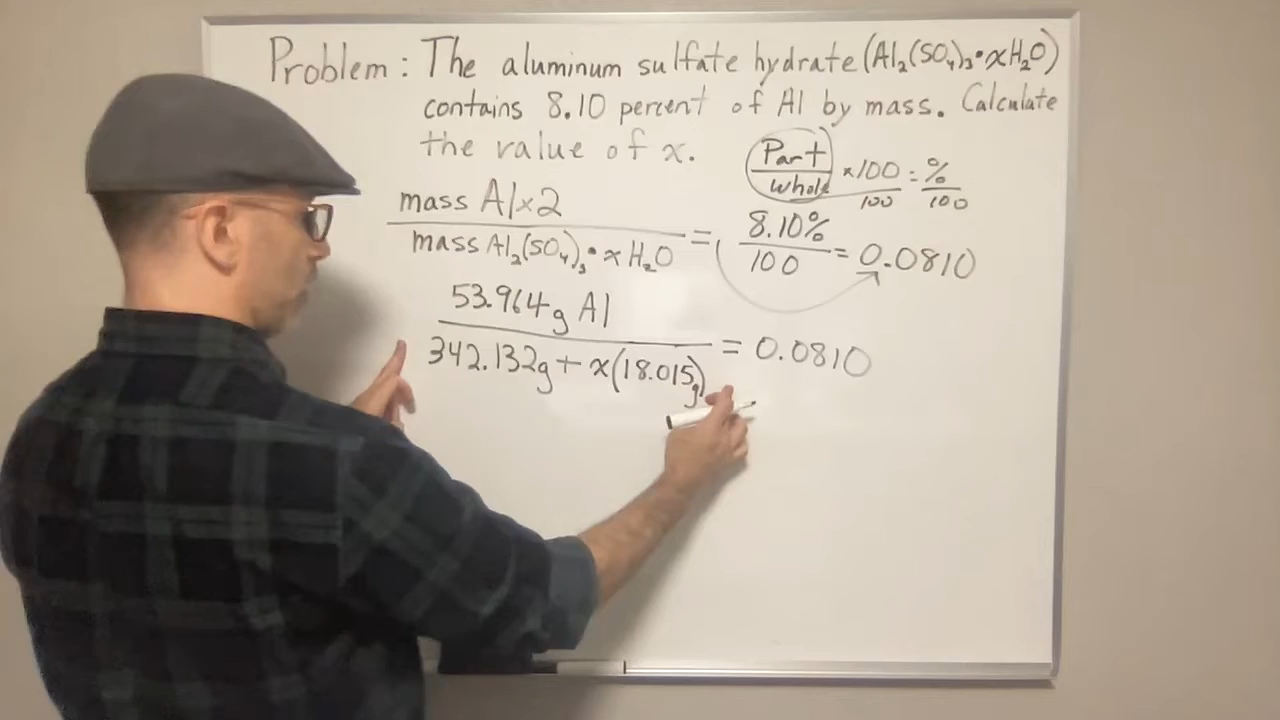 Problem: The aluminum sulfate hydrate (Al₂(SO₄)₃•xH₂O)
contains 8.10 percent of Al by mass. Calculate
the value of x.
Part/whole ×100/100 = %/100
mass Al×2
mass Al₂(SO₄)₃•xH₂O
= 8.10%/100 = 0.0810
53.964g Al
342.132g + x(18.015g)
= 0.0810